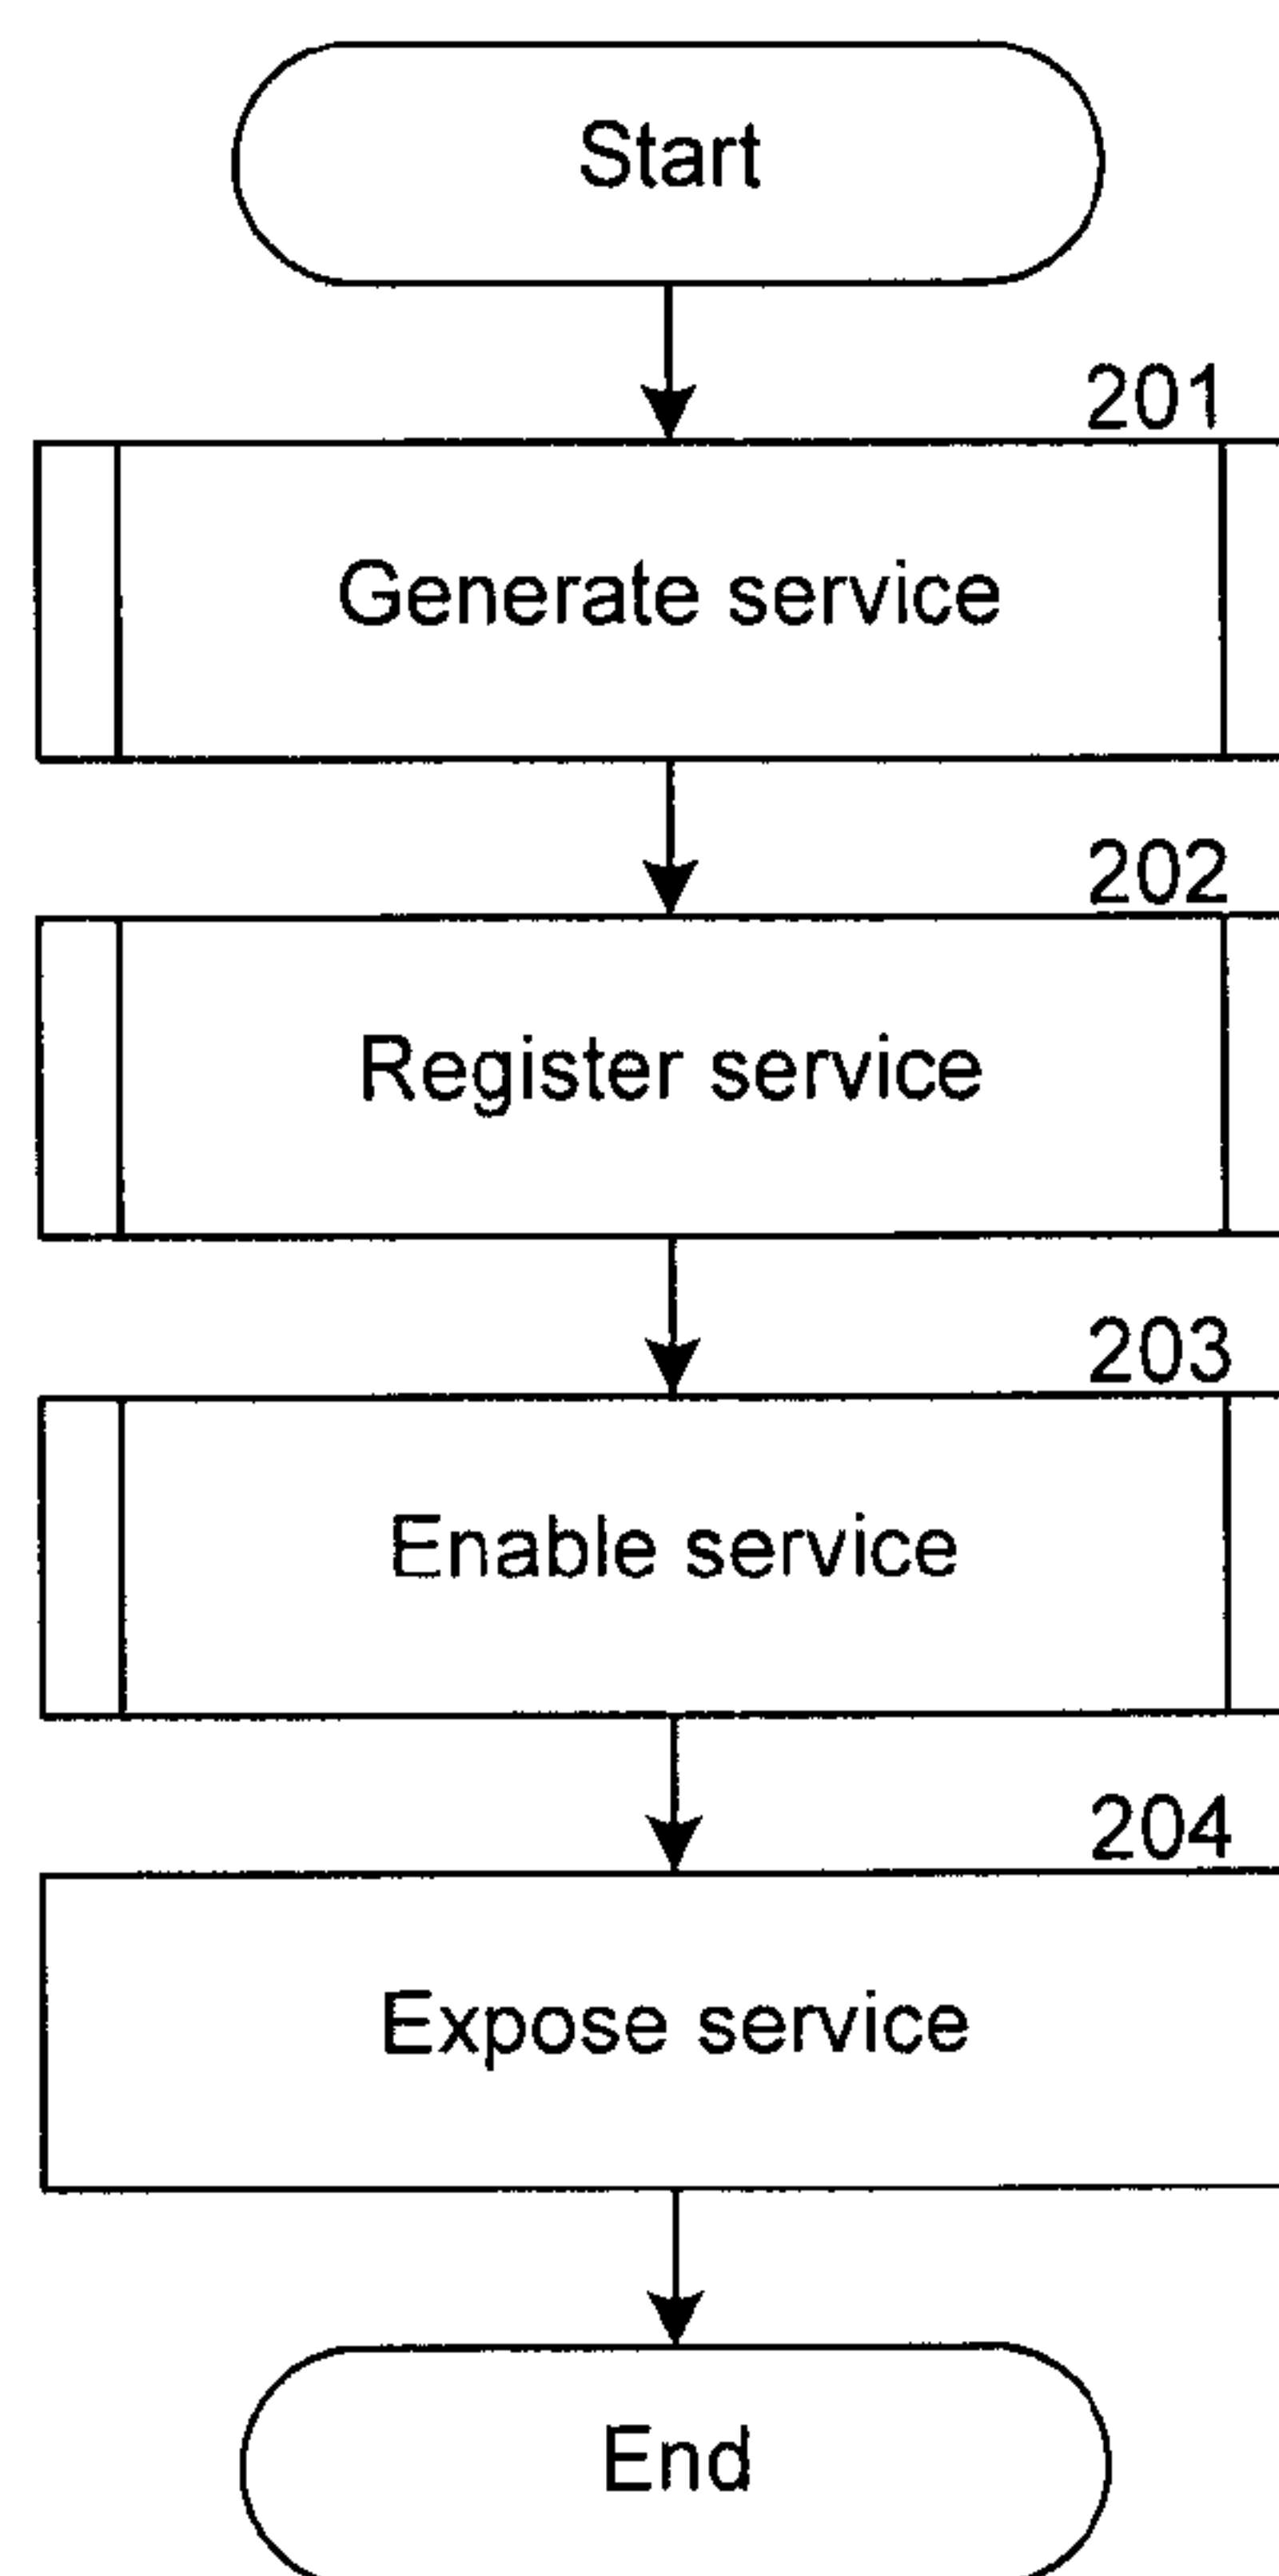 Start
201
Generate service
202
Register service
203
Enable service
204
Expose service
End